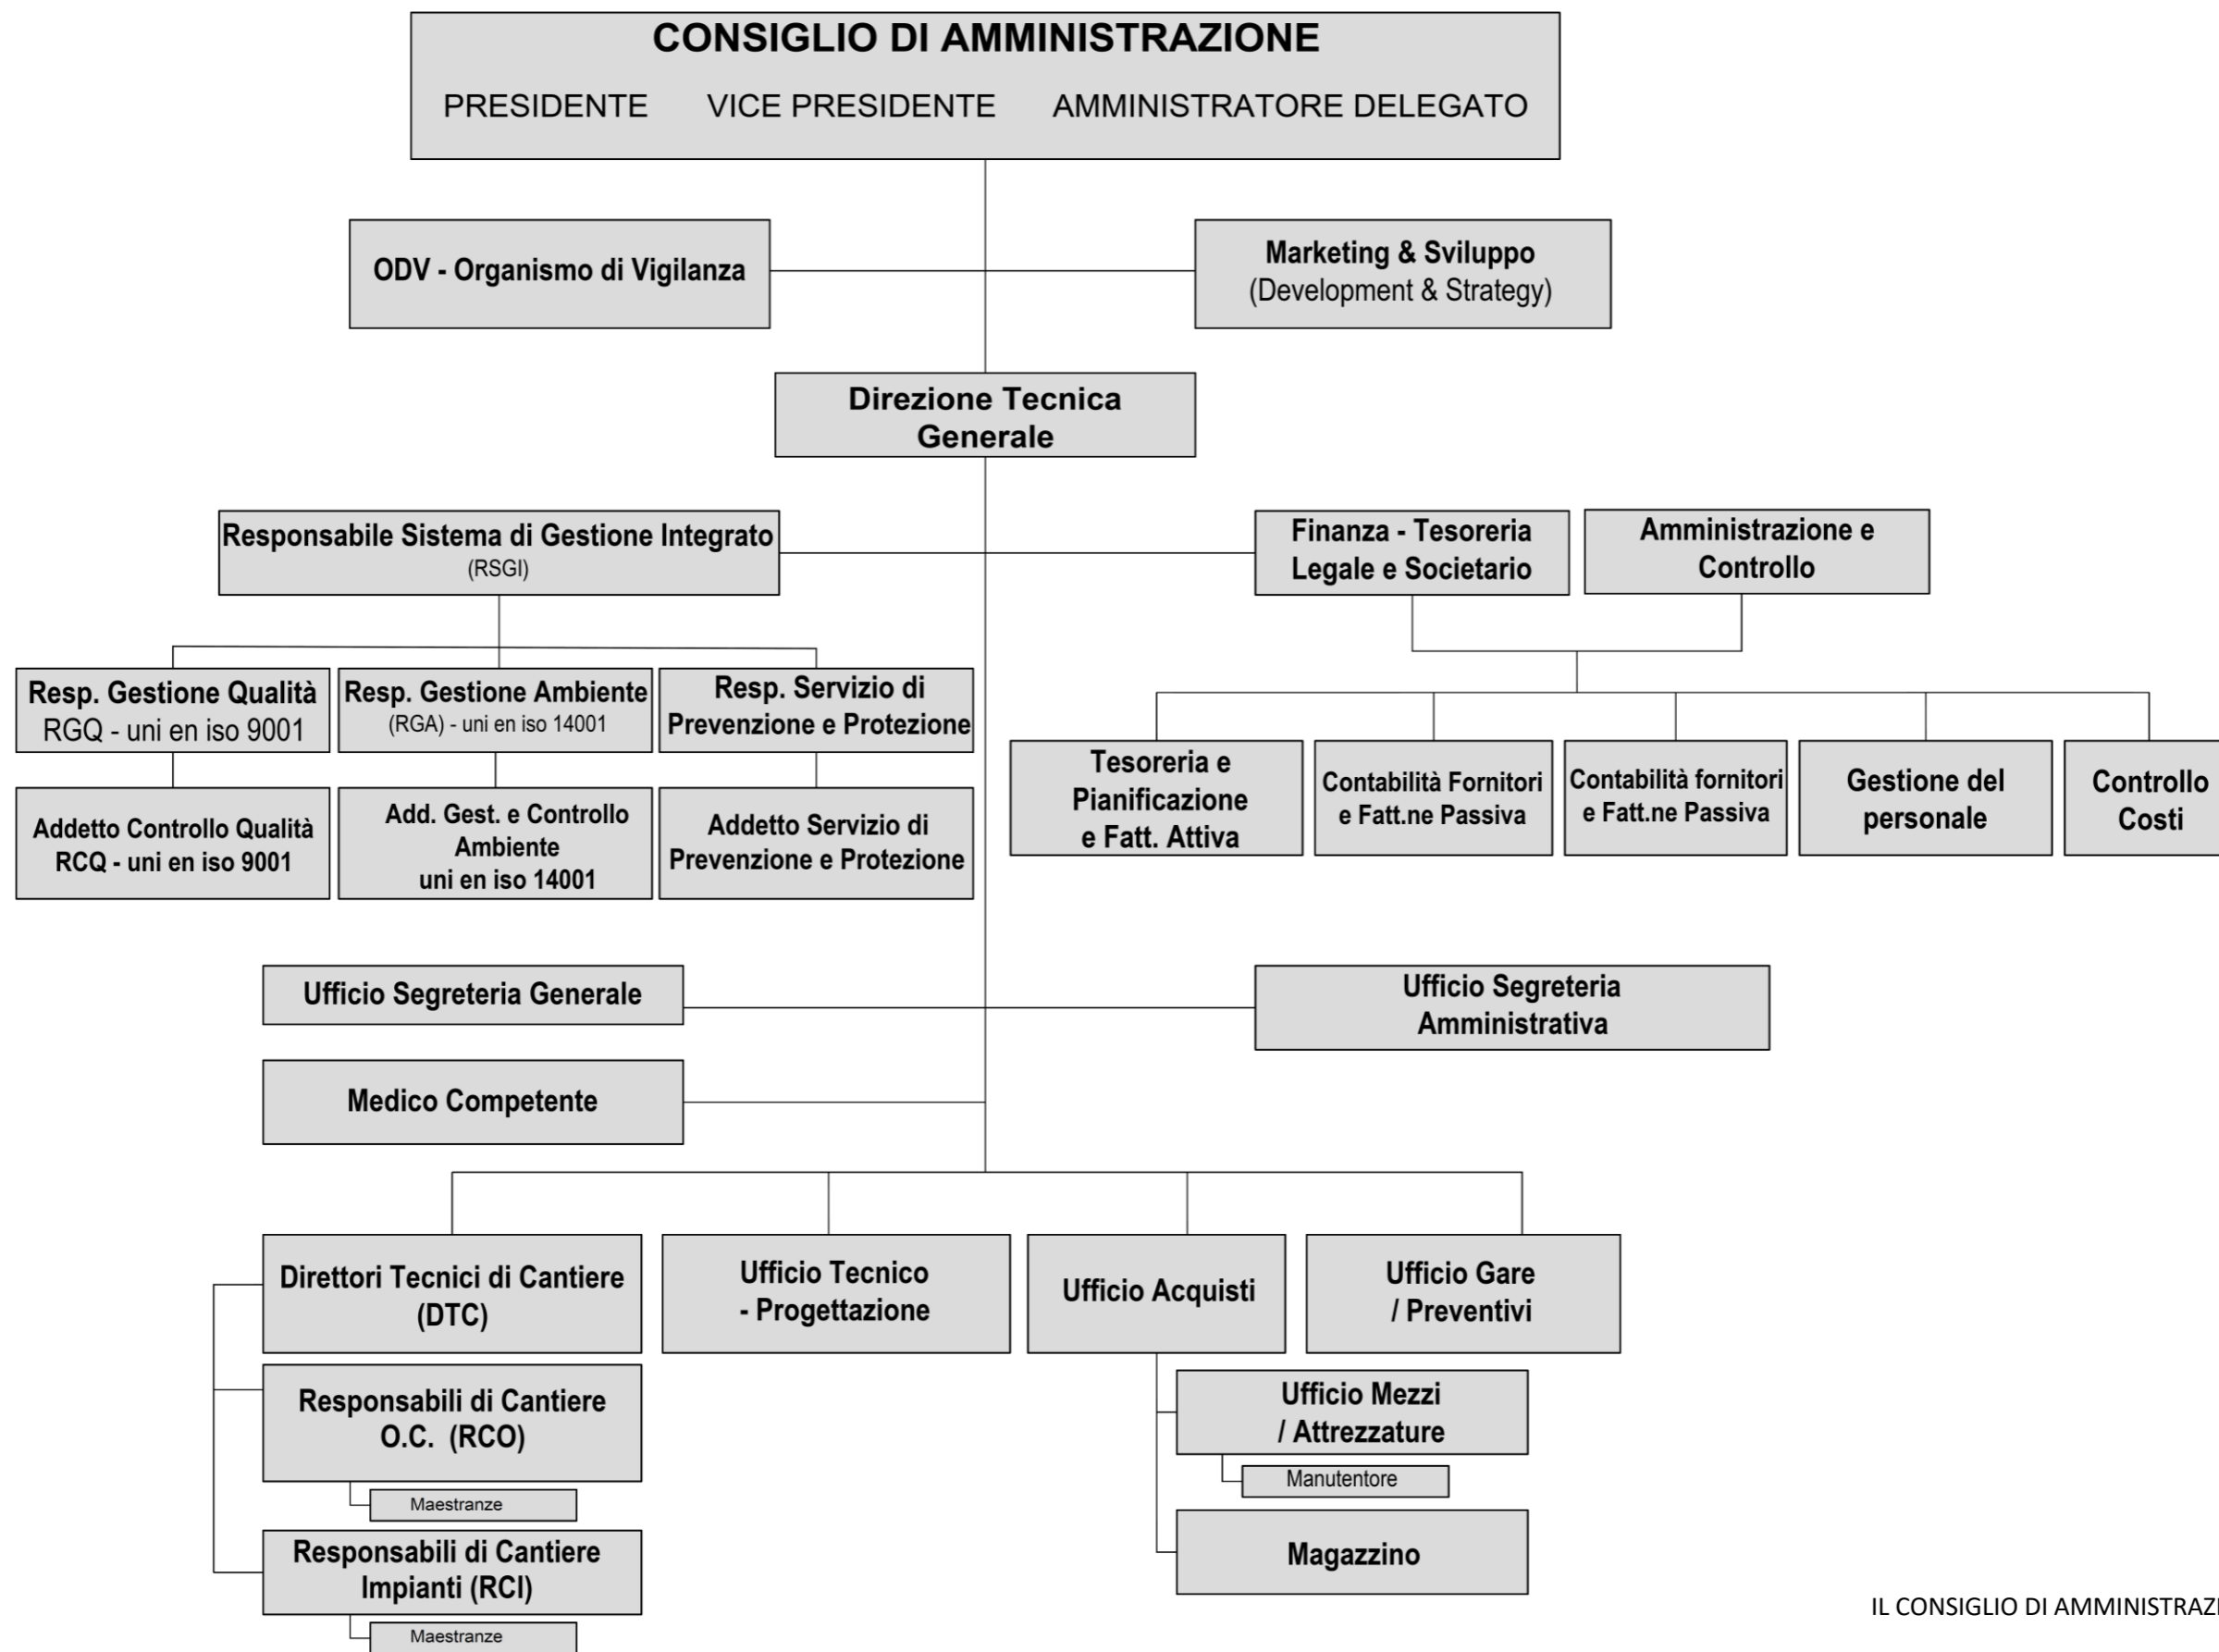 CONSIGLIO DI AMMINISTRAZIONE
PRESIDENTE VICE PRESIDENTE AMMINISTRATORE DELEGATO
ODV - Organismo di Vigilanza
Marketing & Sviluppo
(Development & Strategy)
Direzione Tecnica
Generale
Responsabile Sistema di Gestione Integrato
(RSGI)
Finanza - Tesoreria
Legale e Societario
Amministrazione e
Controllo
Resp. Gestione Qualità
RGQ - uni en iso 9001
Resp. Gestione Ambiente
(RGA) - uni en iso 14001
Resp. Servizio di
Prevenzione e Protezione
Addetto Controllo Qualità
RCQ - uni en iso 9001
Add. Gest. e Controllo
Ambiente
uni en iso 14001
Addetto Servizio di
Prevenzione e Protezione
Tesoreria e
Pianificazione
e Fatt. Attiva
Contabilità Fornitori
e Fatt.ne Passiva
Contabilità fornitori
e Fatt.ne Passiva
Gestione del
personale
Controllo
Costi
Ufficio Segreteria Generale
Ufficio Segreteria
Amministrativa
Medico Competente
Direttori Tecnici di Cantiere
(DTC)
Ufficio Tecnico
- Progettazione
Ufficio Acquisti
Ufficio Gare
/ Preventivi
Responsabili di Cantiere
O.C. (RCO)
Maestranze
Responsabili di Cantiere
Impianti (RCI)
Maestranze
Ufficio Mezzi
/ Attrezzature
Manutentore
Magazzino
IL CONSIGLIO DI